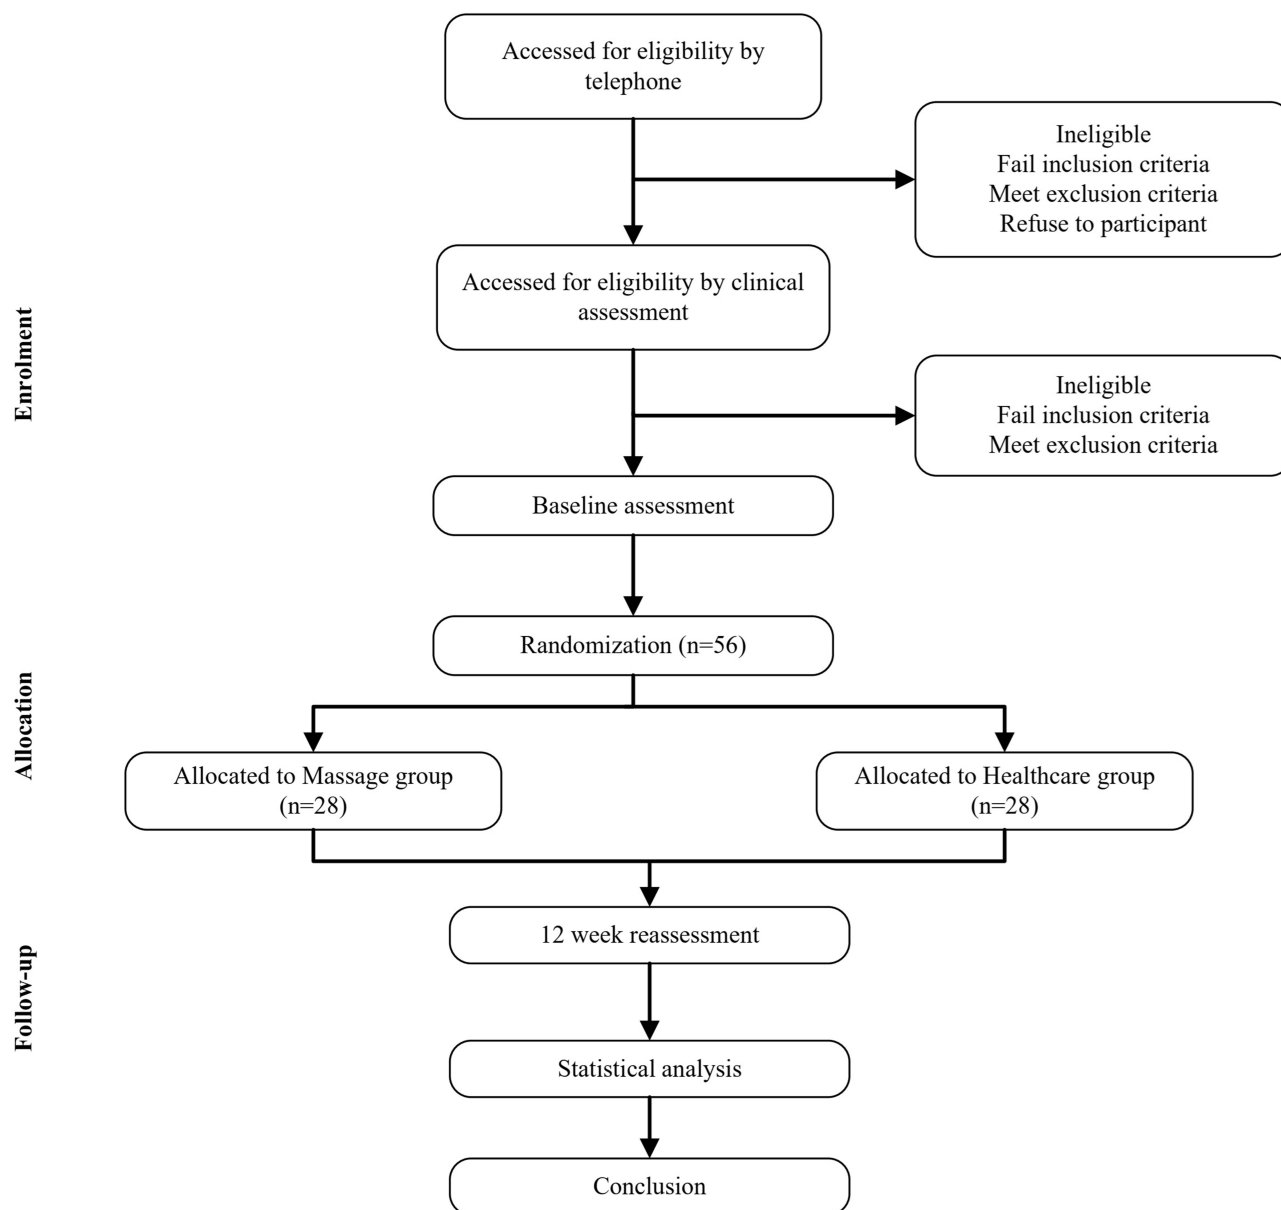 Accessed for eligibility by
telephone
Ineligible
Fail inclusion criteria
Meet exclusion criteria
Refuse to participant
Enrolment
Accessed for eligibility by clinical
assessment
Ineligible
Fail inclusion criteria
Meet exclusion criteria
Baseline assessment
Randomization (n=56)
Allocation
Allocated to Massage group
(n=28)
Allocated to Healthcare group
(n=28)
Follow-up
12 week reassessment
Statistical analysis
Conclusion